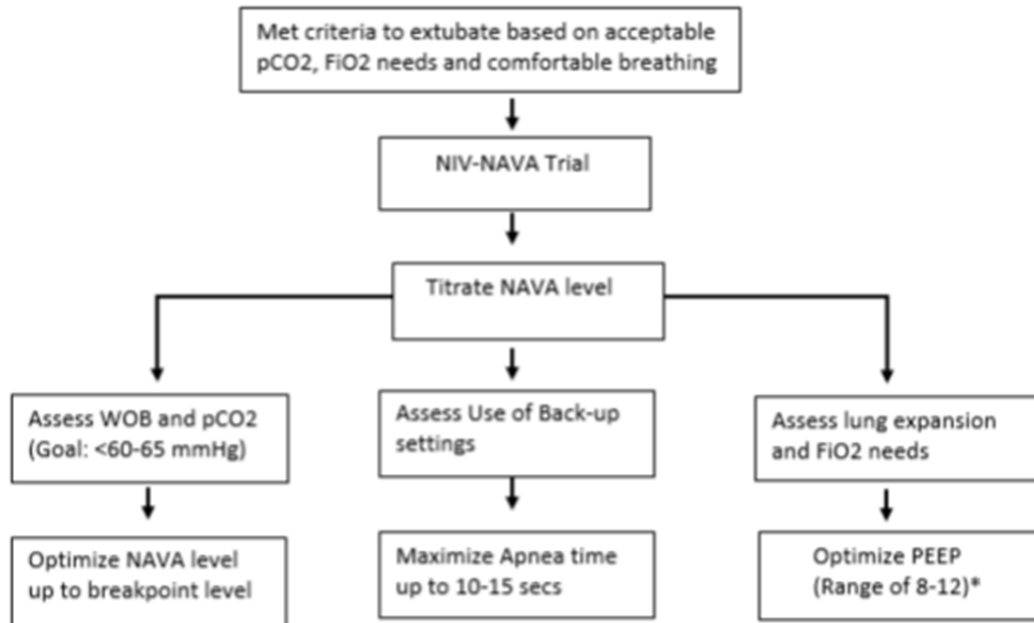 Met criteria to extubate based on acceptable
pCO2, FiO2 needs and comfortable breathing
NIV-NAVA Trial
Titrate NAVA level
Assess WOB and pCO2
(Goal: <60-65 mmHg)
Assess Use of Back-up
settings
Assess lung expansion
and FiO2 needs
Optimize NAVA level
up to breakpoint level
Maximize Apnea time
up to 10-15 secs
Optimize PEEP
(Range of 8-12)*